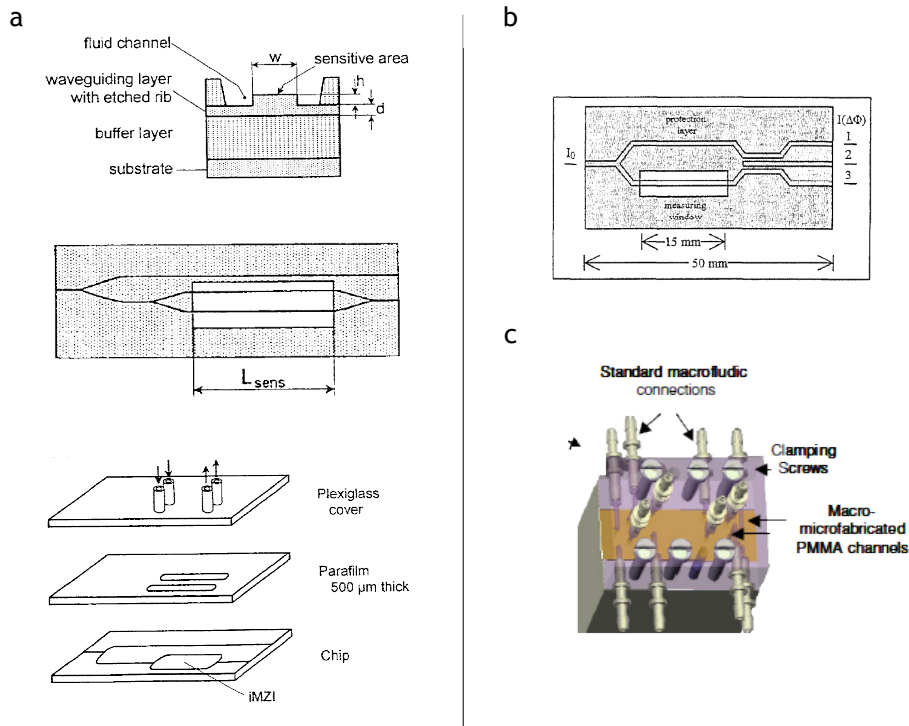 a
fluid channel
w
sensitive area
h
waveguiding layer
with etched rib
d
buffer layer
substrate
L sens
Plexiglass
cover
Parafilm
500 µm thick
Chip
iMZI
b
protection
layer
I(ΔΦ)
1
I₀
2
3
measuring
window
15 mm
50 mm
c
Standard macrofludic
connections
Clamping
Screws
Macro-
microfabricated
PMMA channels